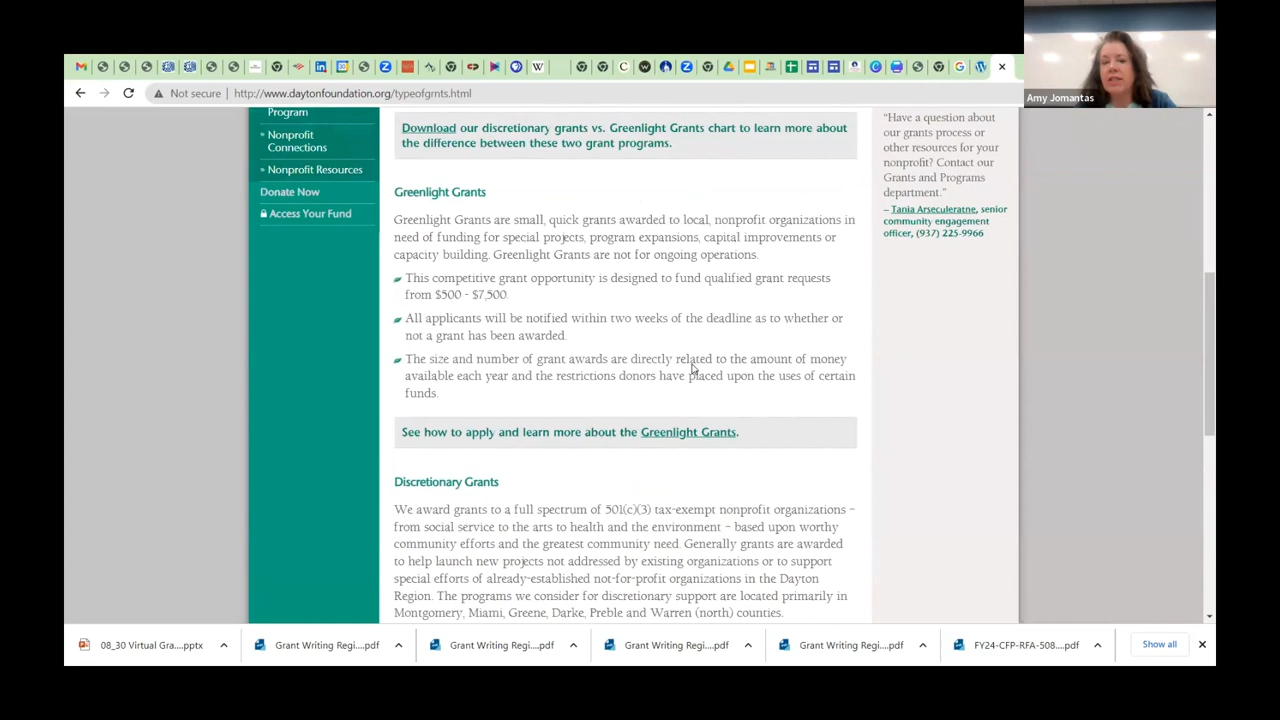 Not secure
http://www.daytonfoundation.org/typeofgrnts.html
Amy Jomantas
Program
» Nonprofit
Connections
» Nonprofit Resources
Donate Now
Access Your Fund
Download our discretionary grants vs. Greenlight Grants chart to learn more about
the difference between these two grant programs.
Greenlight Grants
Greenlight Grants are small, quick grants awarded to local, nonprofit organizations in
need of funding for special projects, program expansions, capital improvements or
capacity building. Greenlight Grants are not for ongoing operations.
This competitive grant opportunity is designed to fund qualified grant requests
from $500 - $7,500.
All applicants will be notified within two weeks of the deadline as to whether or
not a grant has been awarded.
The size and number of grant awards are directly related to the amount of money
available each year and the restrictions donors have placed upon the uses of certain
funds.
See how to apply and learn more about the Greenlight Grants.
Discretionary Grants
We award grants to a full spectrum of 501(c)(3) tax-exempt nonprofit organizations –
from social service to the arts to health and the environment – based upon worthy
community efforts and the greatest community need. Generally grants are awarded
to help launch new projects not addressed by existing organizations or to support
special efforts of already-established not-for-profit organizations in the Dayton
Region. The programs we consider for discretionary support are located primarily in
Montgomery, Miami, Greene, Darke, Preble and Warren (north) counties.
“Have a question about
our grants process or
other resources for your
nonprofit? Contact our
Grants and Programs
department.”
– Tania Arseculeratne, senior
community engagement
officer, (937) 225-9966
08_30 Virtual Gra....pptx
Grant Writing Regi....pdf
Grant Writing Regi....pdf
Grant Writing Regi....pdf
Grant Writing Regi....pdf
FY24-CFP-RFA-508....pdf
Show all